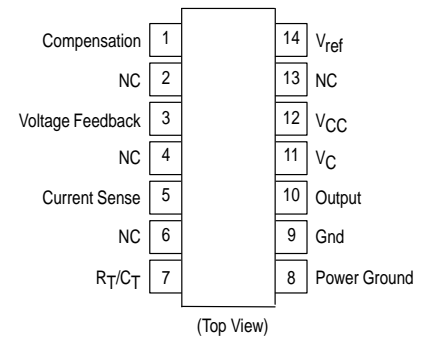 Compensation 1 14 Vref
NC 2 13 NC
Voltage Feedback 3 12 VCC
NC 4 11 VC
Current Sense 5 10 Output
NC 6 9 Gnd
RT/CT 7 8 Power Ground
(Top View)